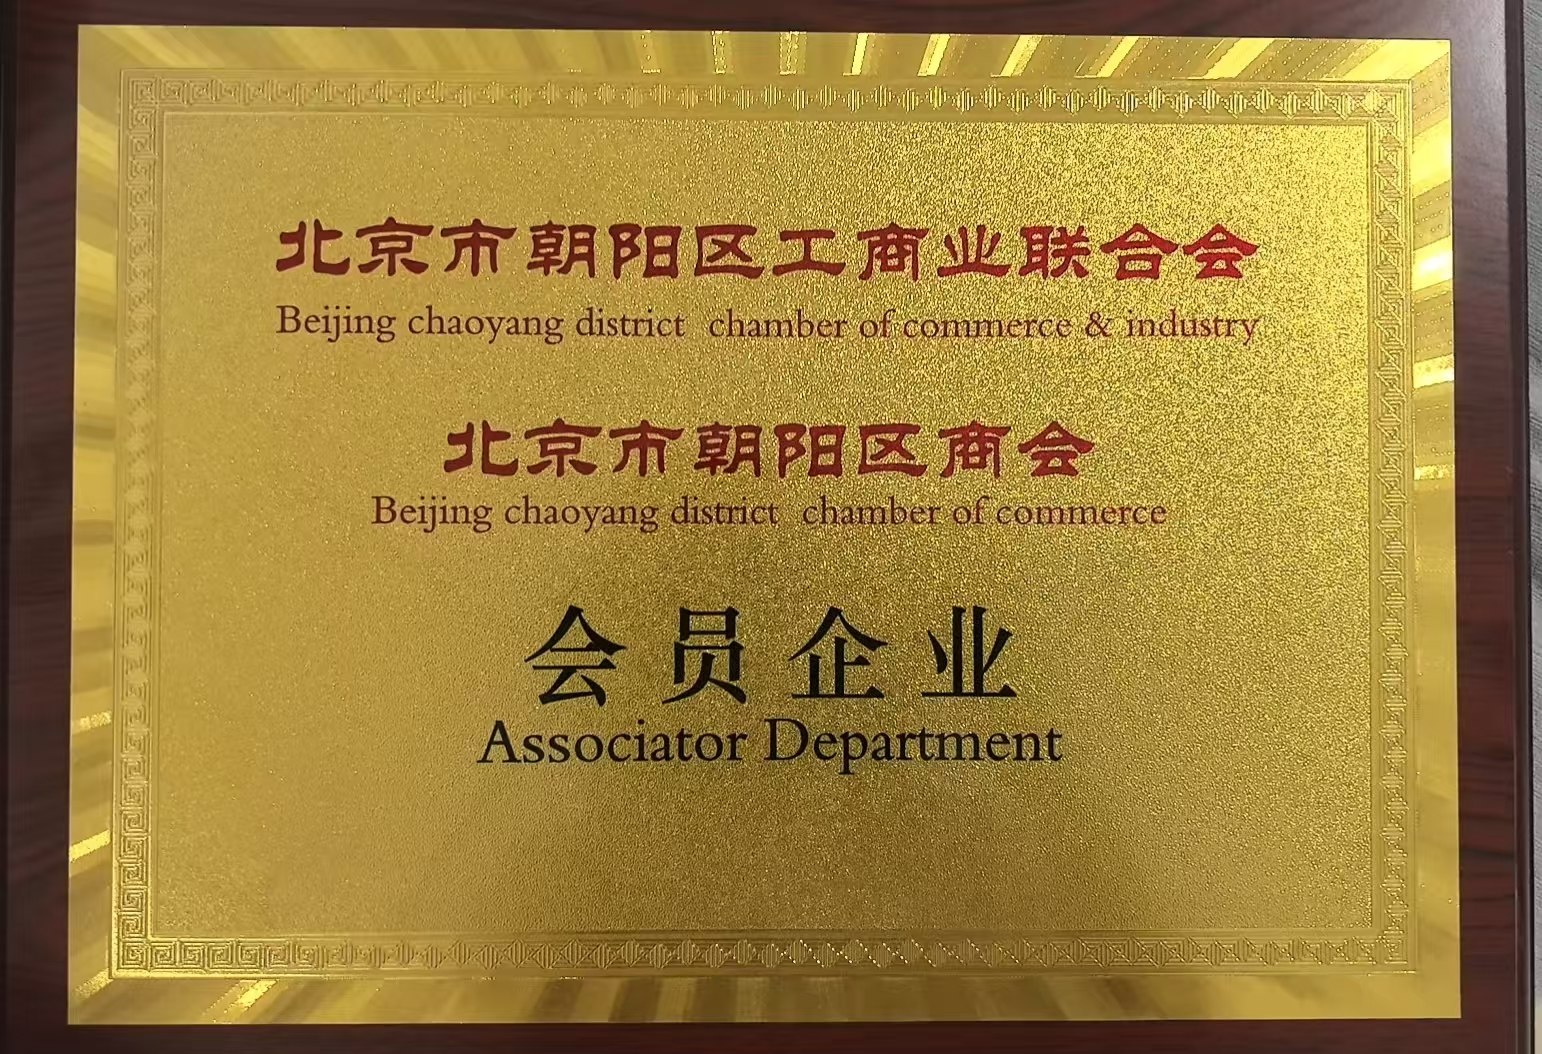 北京市朝阳区工商业联合会
Beijing chaoyang district chamber of commerce & industry
北京市朝阳区商会
Beijing chaoyang district chamber of commerce
会员企业
Associator Department